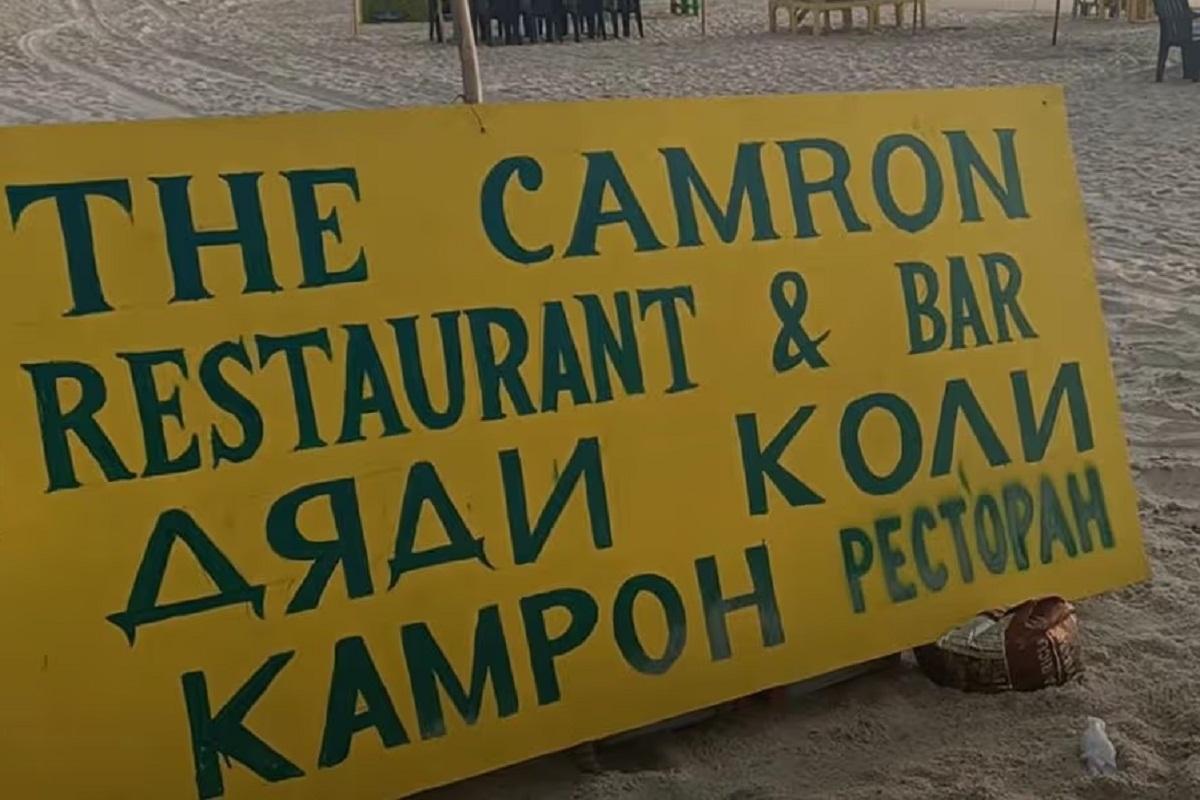 THE CAMRON
RESTAURANT & BAR
ДЯДИ КОЛИ
КАМРОН РЕСТОРАН